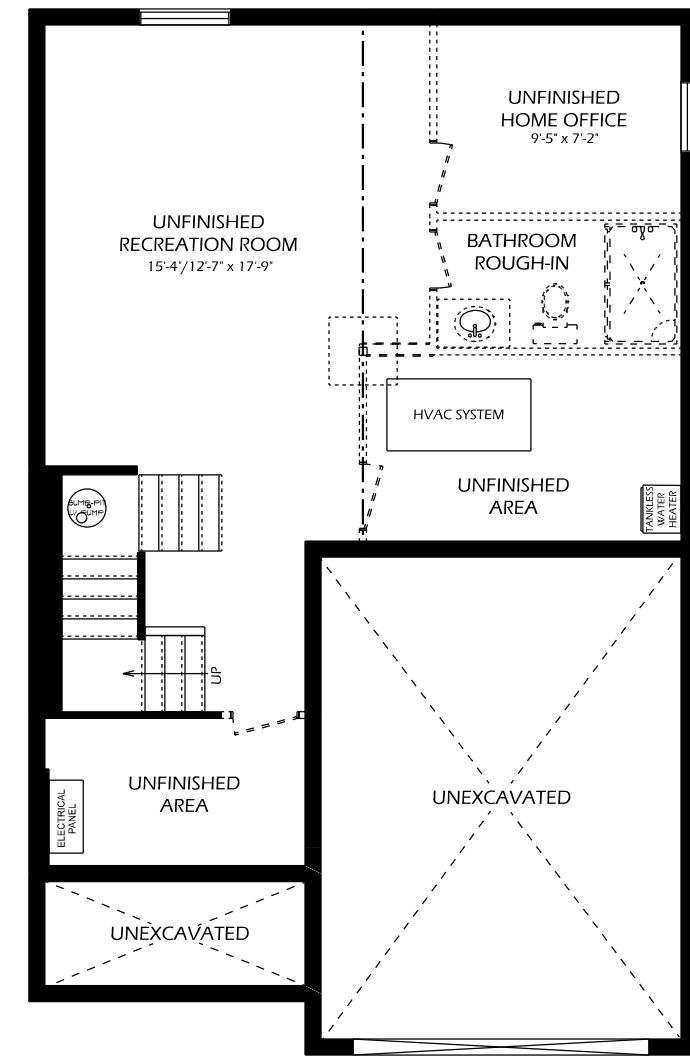 UNFINISHED
HOME OFFICE
9'-5" x 7'-2"
UNFINISHED
RECREATION ROOM
15'-4"/12'-7" x 17'-9"
BATHROOM
ROUGH-IN
HVAC SYSTEM
UNFINISHED
AREA
TANKLESS
WATER
HEATER
SUMP-PIT
W/ PUMP
UP
UNFINISHED
AREA
ELECTRICAL
PANEL
UNEXCAVATED
UNEXCAVATED